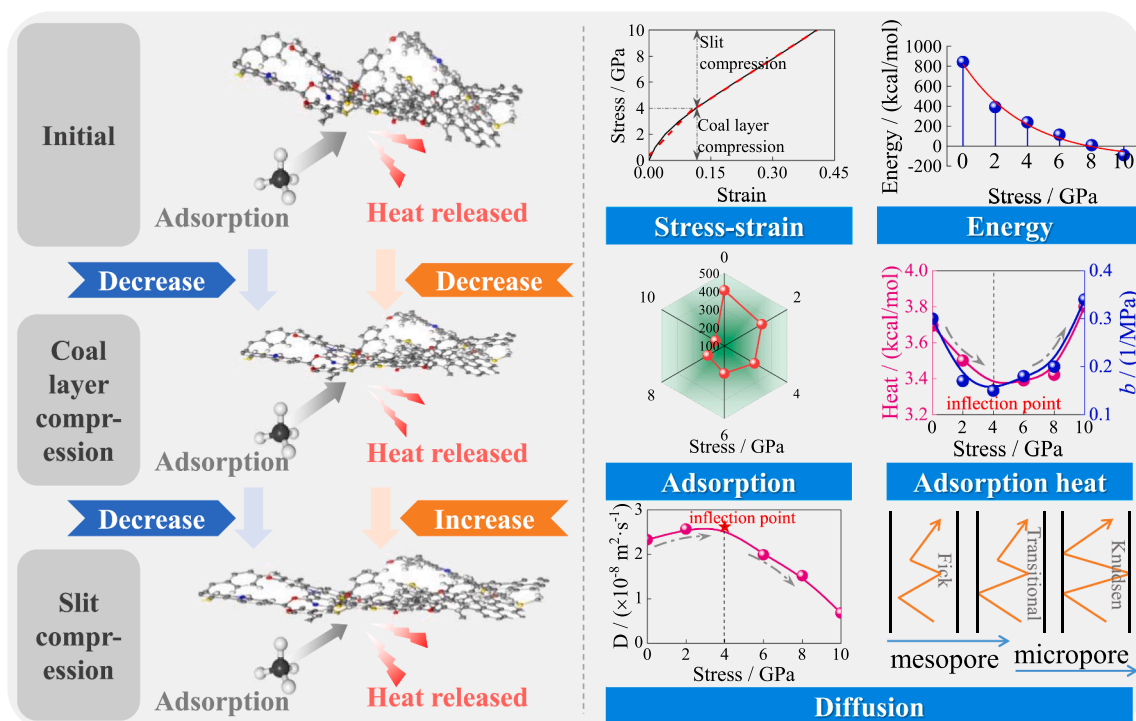 Initial
Adsorption
Heat released
Decrease
Decrease
Coal
layer
compr-
ession
Adsorption
Heat released
Decrease
Increase
Slit
compr-
ession
Adsorption
Heat released
Stress / GPa
10
8
6
4
2
0
Slit
compression
Coal layer
compression
0.00
0.15
0.30
0.45
Strain
Stress-strain
Energy / (kcal/mol)
1000
800
600
400
200
0
-200
0
2
4
6
8
10
Stress / GPa
Energy
0
2
4
6
8
10
500
400
300
200
100
Stress / GPa
Adsorption
Heat / (kcal/mol)
4.0
3.8
3.6
3.4
3.2
0.4
0.3
0.2
0.1
b / (1/MPa)
inflection point
0
2
4
6
8
10
Stress / GPa
Adsorption heat
D / (×10⁻⁸ m²·s⁻¹)
3
2
1
0
inflection point
0
2
4
6
8
10
Stress / GPa
Fick
Transitional
Knudsen
mesopore
micropore
Diffusion